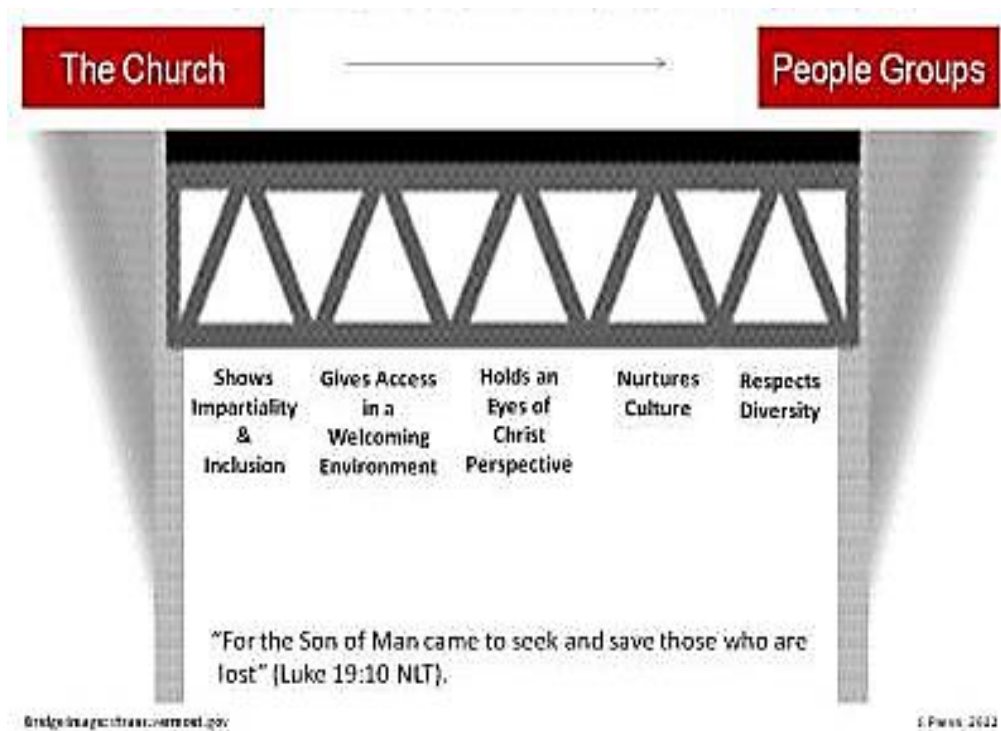 The Church
People Groups
Shows
Impartiality
&
Inclusion
Gives Access
in a
Welcoming
Environment
Holds an
Eyes of
Christ
Perspective
Nurtures
Culture
Respects
Diversity
“For the Son of Man came to seek and save those who are
lost” (Luke 19:10 NLT).
2022